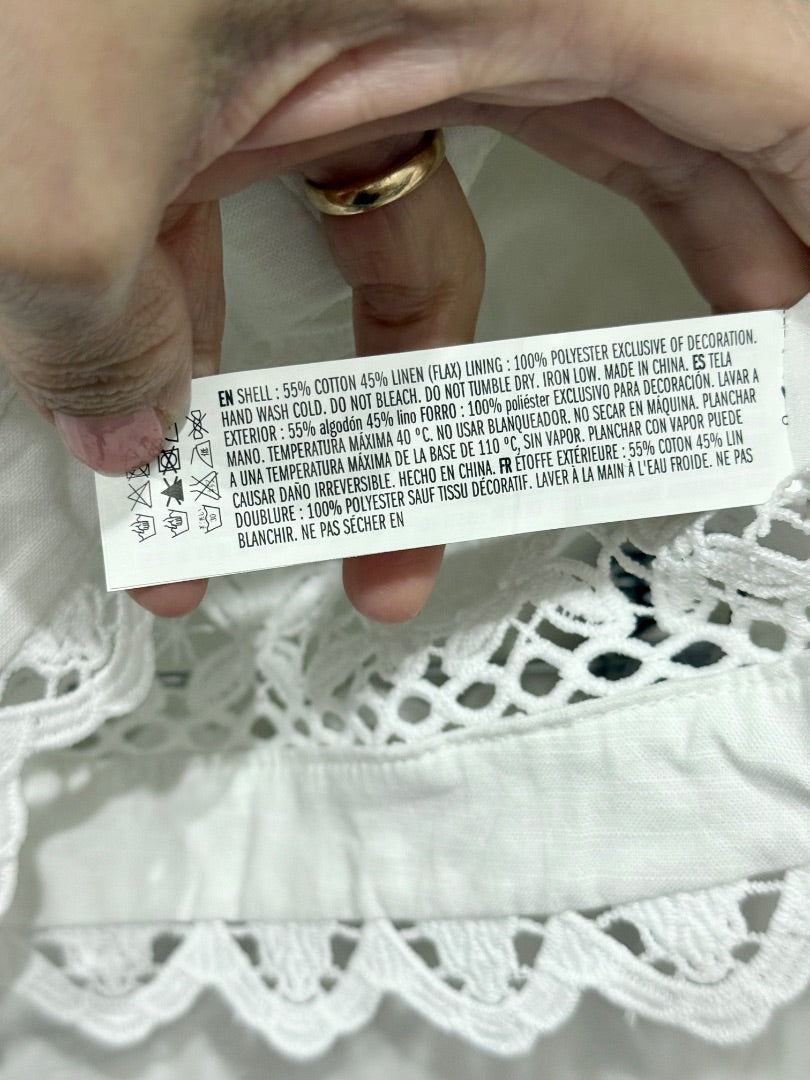 EN SHELL : 55% COTTON 45% LINEN (FLAX) LINING : 100% POLYESTER EXCLUSIVE OF DECORATION.
HAND WASH COLD. DO NOT BLEACH. DO NOT TUMBLE DRY. IRON LOW. MADE IN CHINA. ES TELA
EXTERIOR : 55% algodón 45% lino FORRO : 100% poliéster EXCLUSIVO PARA DECORACIÓN. LAVAR A
MANO. TEMPERATURA MÁXIMA 40 °C. NO USAR BLANQUEADOR. NO SECAR EN MÁQUINA. PLANCHAR
A UNA TEMPERATURA MÁXIMA DE LA BASE DE 110 °C, SIN VAPOR. PLANCHAR CON VAPOR PUEDE
CAUSAR DAÑO IRREVERSIBLE. HECHO EN CHINA. FR ÉTOFFE EXTÉRIEURE : 55% COTON 45% LIN
DOUBLURE : 100% POLYESTER SAUF TISSU DÉCORATIF. LAVER À LA MAIN À L'EAU FROIDE. NE PAS
BLANCHIR. NE PAS SÉCHER EN